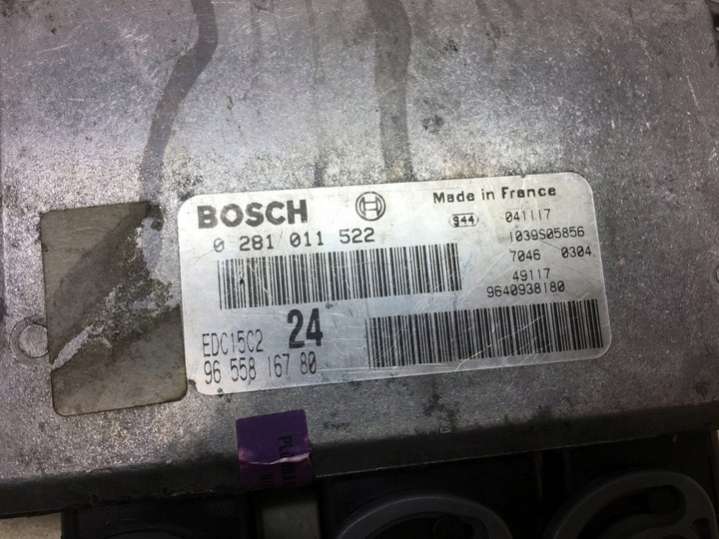 BOSCH
Made in France
0 281 011 522
944 041117
1039S05856
7046 0304
49117
9640938180
EDC15C2 24
96 558 167 80